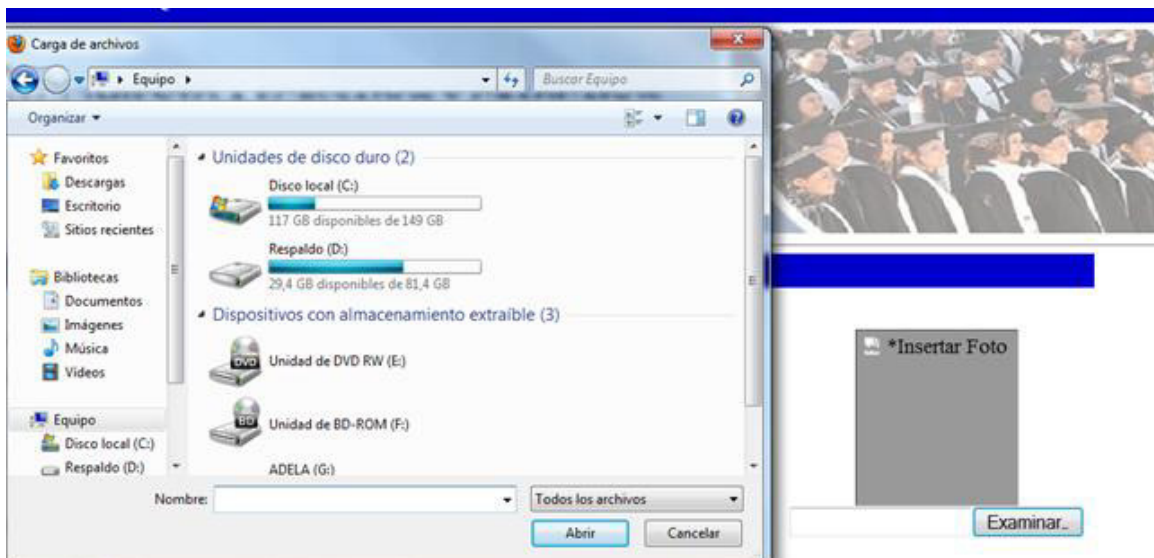 Carga de archivos
Equipo
Buscar Equipo
Organizar
Favoritos
Descargas
Escritorio
Sitios recientes
Bibliotecas
Documentos
Imágenes
Música
Videos
Equipo
Disco local (C:)
Respaldo (D:)
Unidades de disco duro (2)
Disco local (C:)
117 GB disponibles de 149 GB
Respaldo (D:)
29,4 GB disponibles de 81,4 GB
Dispositivos con almacenamiento extraíble (3)
DVD
Unidad de DVD RW (E:)
BD
Unidad de BD-ROM (F:)
ADELA (G:)
Nombre:
Todos los archivos
Abrir
Cancelar
*Insertar Foto
Examinar..